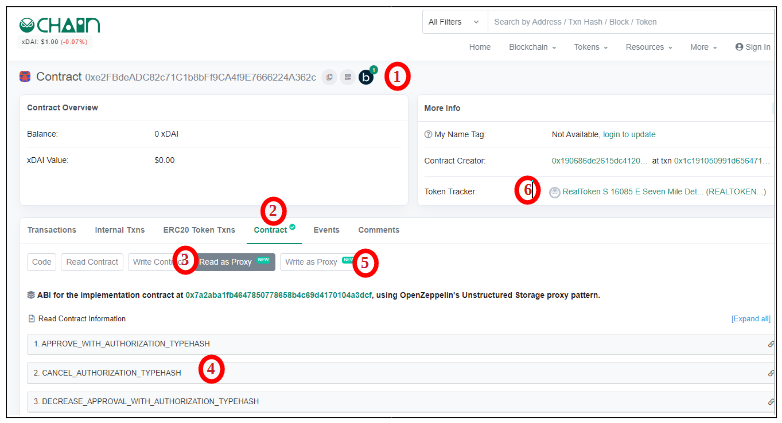 CHAIN
All Filters
Search by Address / Txn Hash / Block / Token
xDAI: $1.00 (-0.07%)
Home Blockchain Tokens Resources More Sign In
Contract 0xe2FBdeADC82c71C1b8bFf9CA4f9E7666224A362c 1
Contract Overview
Balance: 0 xDAI
xDAI Value: $0.00
More Info
My Name Tag: Not Available, login to update
Contract Creator: 0x190686de2615dc4120... at txn 0x1c191050991d656471...
Token Tracker: 6 RealToken S 16085 E Seven Mile Det... (REALTOKEN...)
2
Transactions Internal Txns ERC20 Token Txns Contract Events Comments
Code Read Contract Write 3 Read as Proxy NEW Write as Proxy 5
ABI for the implementation contract at 0x7a2aba1fb4647850778658b4c69d4170104a3dcf, using OpenZeppelin's Unstructured Storage proxy pattern.
Read Contract Information [Expand all]
1. APPROVE_WITH_AUTHORIZATION_TYPEHASH
2. CANCEL_AUTHORIZATION_TYPEHASH 4
3. DECREASE_APPROVAL_WITH_AUTHORIZATION_TYPEHASH